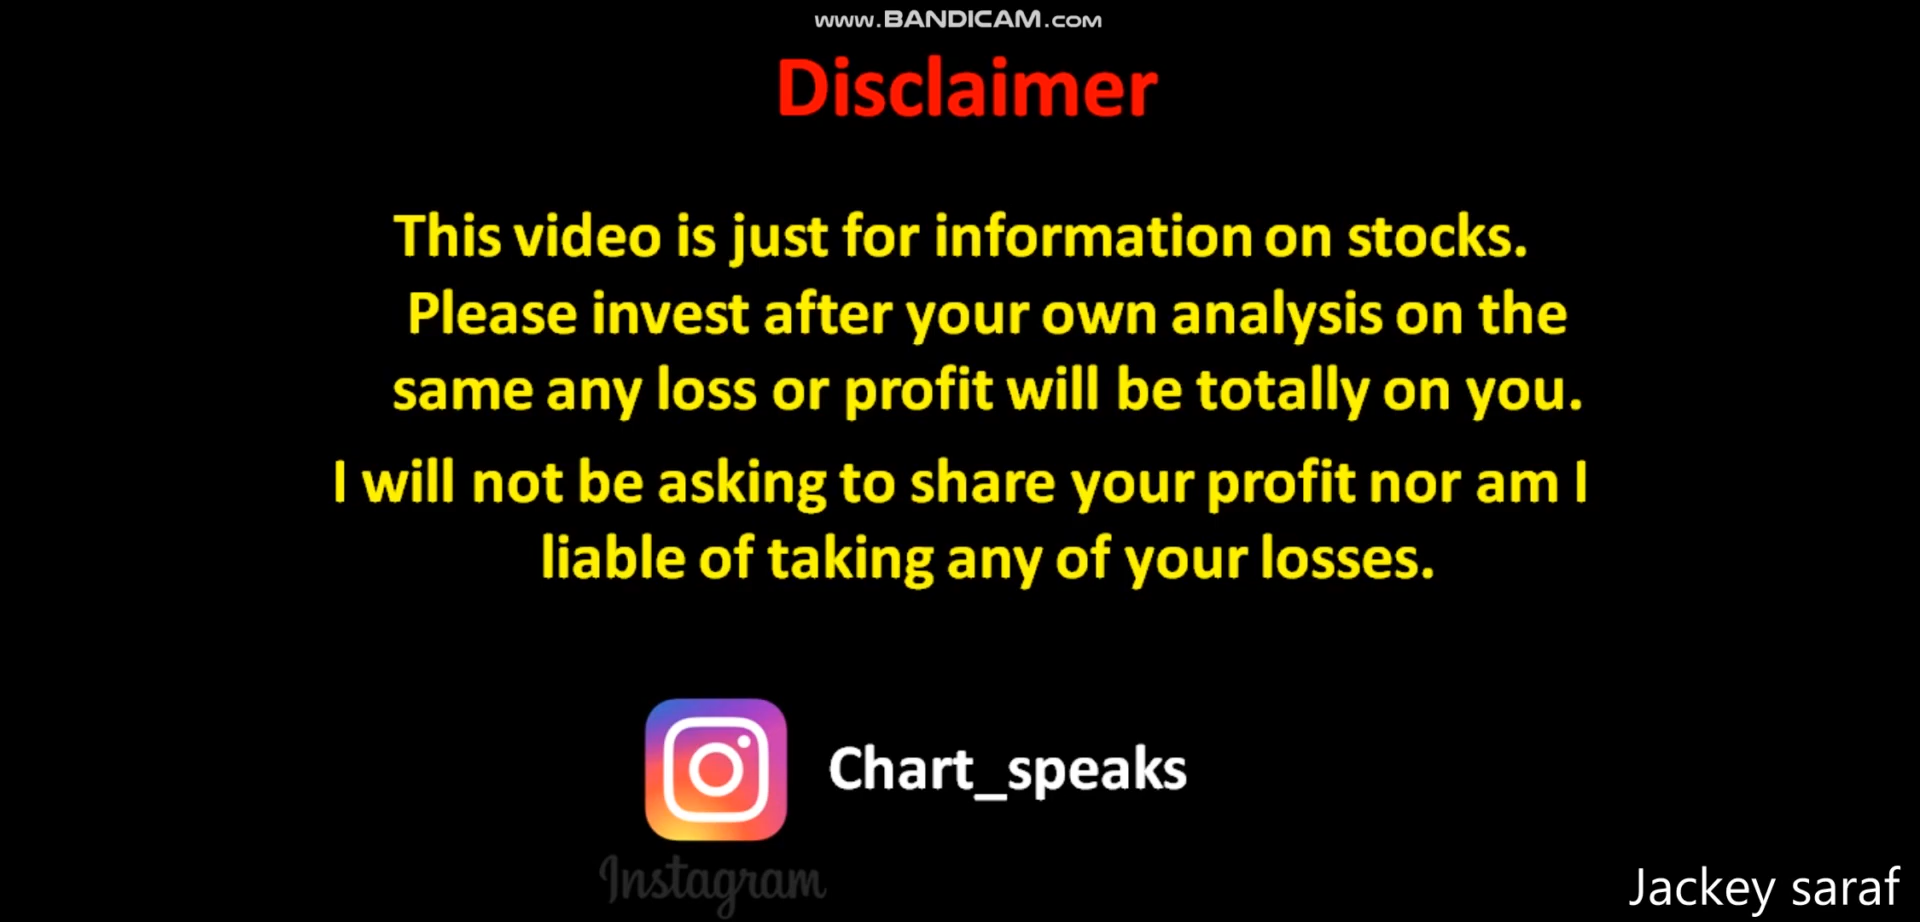 www.BANDICAM.com
Disclaimer
This video is just for information on stocks.
Please invest after your own analysis on the
same any loss or profit will be totally on you.
I will not be asking to share your profit nor am I
liable of taking any of your losses.
Chart_speaks
Instagram
Jackey saraf